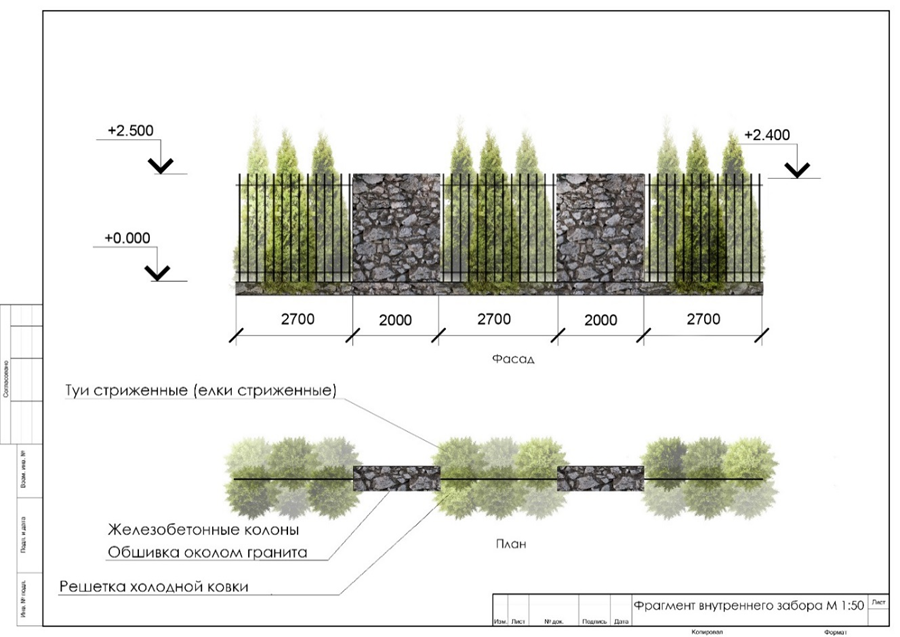 +2.500
+2.400
+0.000
2700
2000
2700
2000
2700
Фасад
Туи стриженные (елки стриженные)
Железобетонные колоны
Обшивка околом гранита
План
Решетка холодной ковки
Согласовано
Взам. инв. №
Подп. и дата
Инв. № подл.
Изм. Лист № док. Подпись Дата
Фрагмент внутреннего забора М 1:50
Лист
Копировал
Формат